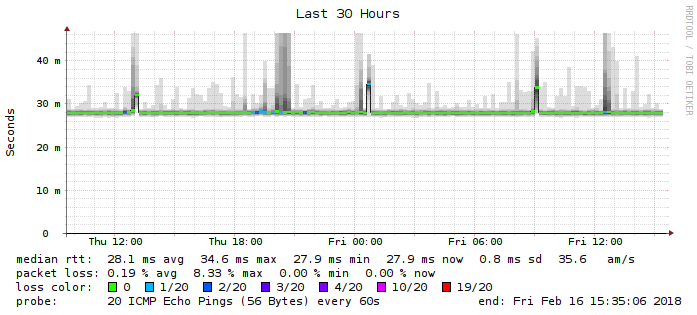 Last 30 Hours
RRDTOOL / TOBI OETIKER
Seconds
40 m
30 m
20 m
10 m
0
Thu 12:00 Thu 18:00 Fri 00:00 Fri 06:00 Fri 12:00
median rtt: 28.1 ms avg 34.6 ms max 27.9 ms min 27.9 ms now 0.8 ms sd 35.6 am/s
packet loss: 0.19 % avg 8.33 % max 0.00 % min 0.00 % now
loss color: 0 1/20 2/20 3/20 4/20 10/20 19/20
probe: 20 ICMP Echo Pings (56 Bytes) every 60s end: Fri Feb 16 15:35:06 2018